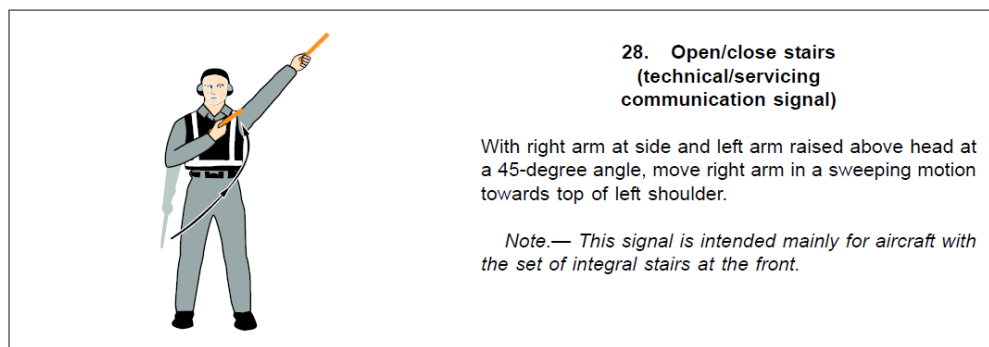 28. Open/close stairs
(technical/servicing
communication signal)
With right arm at side and left arm raised above head at
a 45-degree angle, move right arm in a sweeping motion
towards top of left shoulder.
Note.— This signal is intended mainly for aircraft with
the set of integral stairs at the front.